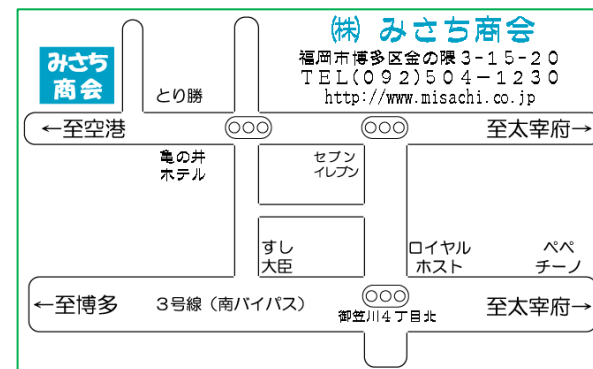 (株) みさち商会
みさち
商会
福岡市博多区金の隈3-15-20
TEL(092)504-1230
http://www.misachi.co.jp
とり勝
←至空港
至太宰府→
亀の井
ホテル
セブン
イレブン
すし
大臣
ロイヤル
ホスト
ペペ
チーノ
←至博多
3号線（南バイパス）
御笠川4丁目北
至太宰府→